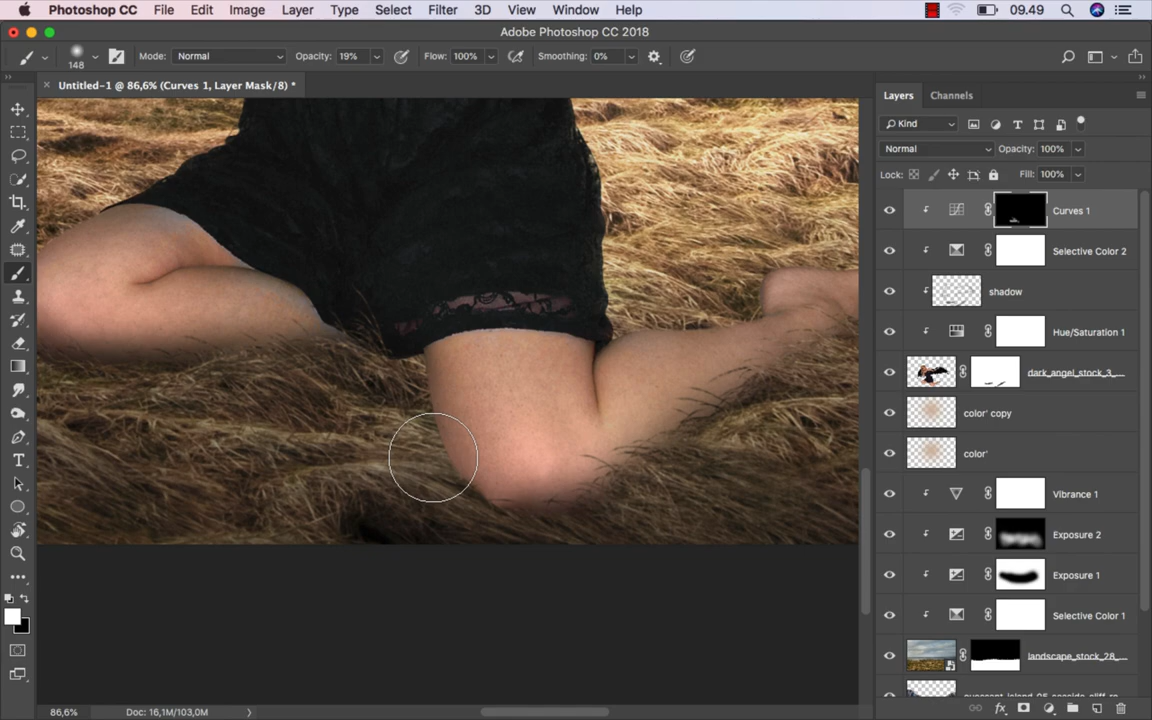 Photoshop CC File Edit Image Layer Type Select Filter 3D View Window Help 09.49
Adobe Photoshop CC 2018
148 Mode: Normal Opacity: 19% Flow: 100% Smoothing: 0%
Untitled-1 @ 86,6% (Curves 1, Layer Mask/8) *
Layers Channels
Kind
Normal Opacity: 100%
Lock: Fill: 100%
Curves 1
Selective Color 2
shadow
Hue/Saturation 1
dark_angel_stock_3_...
color' copy
color'
Vibrance 1
Exposure 2
Exposure 1
Selective Color 1
landscape_stock_28_...
86,6% Doc: 16,1M/103,0M